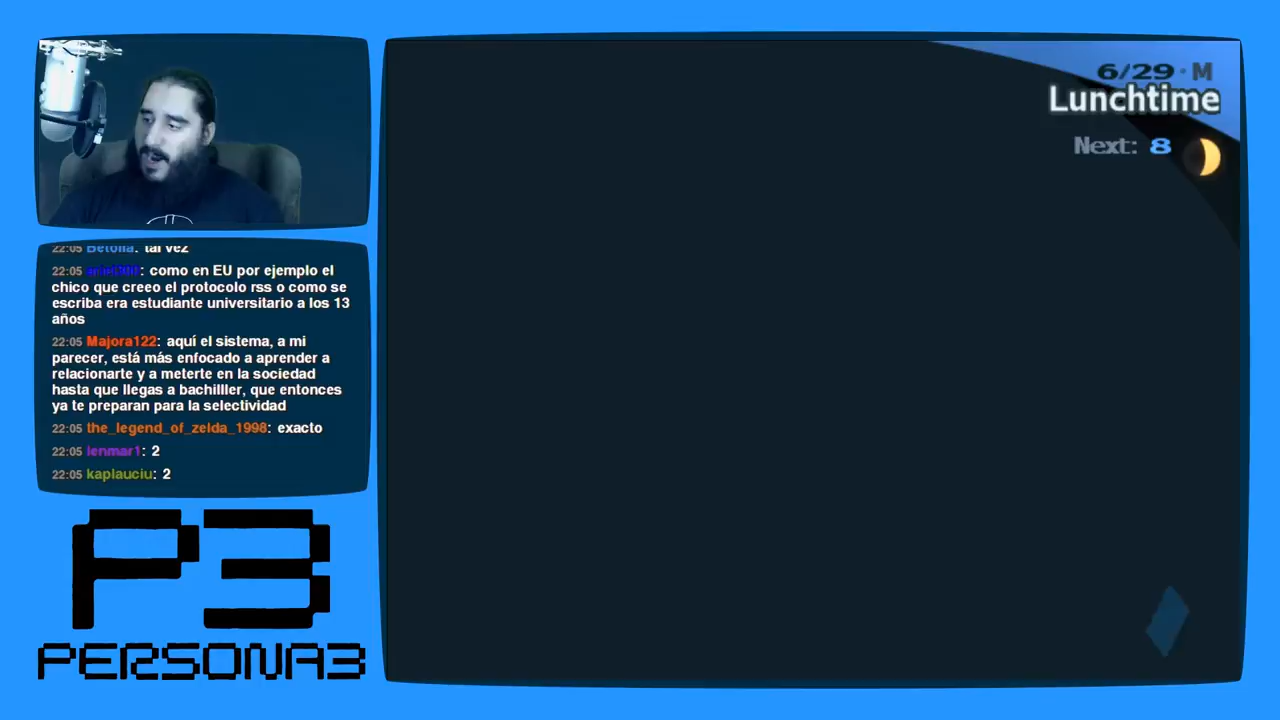 6/29 · M
Lunchtime
Next: 8
22:05 Betolla: tal vez
22:05 : como en EU por ejemplo el
chico que creeo el protocolo rss o como se
escriba era estudiante universitario a los 13
años
22:05 Majora122: aquí el sistema, a mi
parecer, está más enfocado a aprender a
relacionarte y a meterte en la sociedad
hasta que llegas a bachilller, que entonces
ya te preparan para la selectividad
22:05 the_legend_of_zelda_1998: exacto
22:05 lenmar1: 2
22:05 kaplauciu: 2
P3
PERSONA3